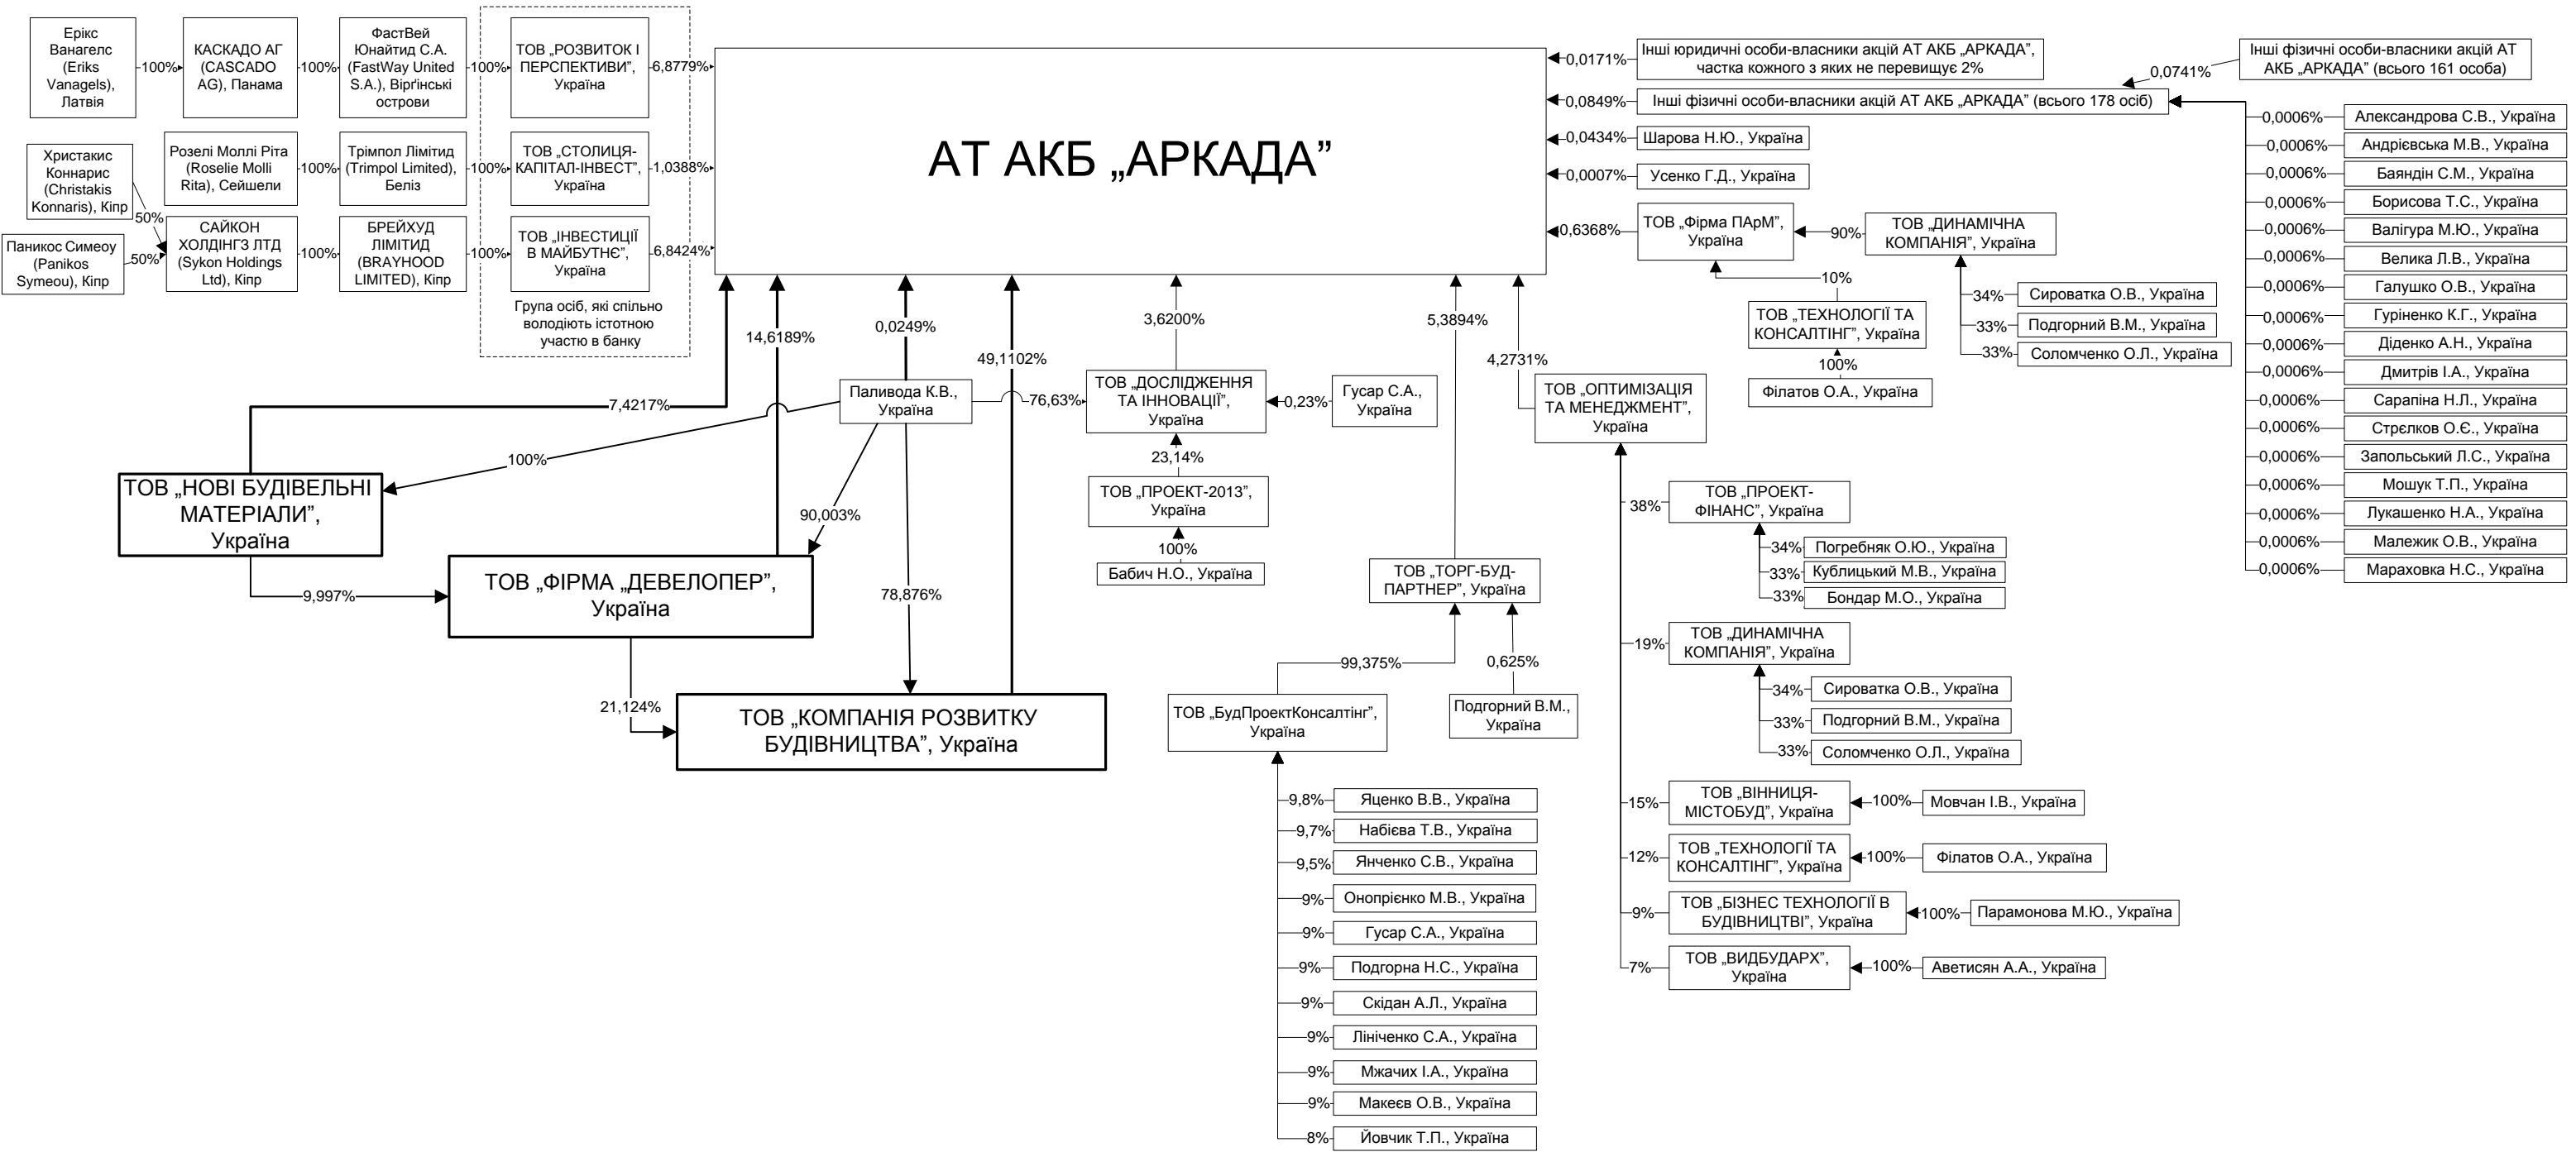 Ерікс
Ванагелс
(Eriks
Vanagels),
Латвія
100%
КАСКАДО АГ
(CASCADO
AG), Панама
100%
ФастВей
Юнайтид С.А.
(FastWay United
S.A.), Віргінські
острови
100%
ТОВ „РОЗВИТОК І
ПЕРСПЕКТИВИ”,
Україна
6,8779%
Христакис
Коннарис
(Christakis
Konnaris), Кіпр
50%
Розелі Моллі Ріта
(Roselie Molli
Rita), Сейшели
100%
Трімпол Лімітид
(Trimpol Limited),
Беліз
100%
ТОВ „СТОЛИЦЯ-
КАПІТАЛ-ІНВЕСТ”,
Україна
1,0388%
Паникос Симеоу
(Panikos
Symeou), Кіпр
50%
САЙКОН
ХОЛДІНГЗ ЛТД
(Sykon Holdings
Ltd), Кіпр
100%
БРЕЙХУД
ЛІМІТИД
(BRAYHOOD
LIMITED), Кіпр
100%
ТОВ „ІНВЕСТИЦІЇ
В МАЙБУТНЄ”,
Україна
6,8424%
Група осіб, які спільно
володіють істотною
участю в банку
АТ АКБ „АРКАДА”
0,0171%
Інші юридичні особи-власники акцій АТ АКБ „АРКАДА”,
частка кожного з яких не перевищує 2%
0,0849%
Інші фізичні особи-власники акцій АТ АКБ „АРКАДА” (всього 178 осіб)
0,0741%
Інші фізичні особи-власники акцій АТ
АКБ „АРКАДА” (всього 161 особа)
0,0434%
Шарова Н.Ю., Україна
0,0007%
Усенко Г.Д., Україна
0,6368%
ТОВ „Фірма ПАрМ”,
Україна
90%
ТОВ „ДИНАМІЧНА
КОМПАНІЯ”, Україна
10%
ТОВ „ТЕХНОЛОГІЇ ТА
КОНСАЛТІНГ”, Україна
100%
Філатов О.А., Україна
34%
Сироватка О.В., Україна
33%
Подгорний В.М., Україна
33%
Соломченко О.Л., Україна
0,0006%
Александрова С.В., Україна
0,0006%
Андрієвська М.В., Україна
0,0006%
Баяндін С.М., Україна
0,0006%
Борисова Т.С., Україна
0,0006%
Валігура М.Ю., Україна
0,0006%
Велика Л.В., Україна
0,0006%
Галушко О.В., Україна
0,0006%
Гуріненко К.Г., Україна
0,0006%
Діденко А.Н., Україна
0,0006%
Дмитрів І.А., Україна
0,0006%
Сарапіна Н.Л., Україна
0,0006%
Стрєлков О.Є., Україна
0,0006%
Запольський Л.С., Україна
0,0006%
Мошук Т.П., Україна
0,0006%
Лукашенко Н.А., Україна
0,0006%
Малежик О.В., Україна
0,0006%
Мараховка Н.С., Україна
7,4217%
14,6189%
0,0249%
49,1102%
3,6200%
5,3894%
4,2731%
Паливода К.В.,
Україна
76,63%
ТОВ „ДОСЛІДЖЕННЯ
ТА ІННОВАЦІЇ”,
Україна
0,23%
Гусар С.А.,
Україна
23,14%
ТОВ „ПРОЕКТ-2013”,
Україна
100%
Бабич Н.О., Україна
100%
ТОВ „НОВІ БУДІВЕЛЬНІ
МАТЕРІАЛИ”,
Україна
90,003%
9,997%
ТОВ „ФІРМА „ДЕВЕЛОПЕР”,
Україна
78,876%
21,124%
ТОВ „КОМПАНІЯ РОЗВИТКУ
БУДІВНИЦТВА”, Україна
ТОВ „ТОРГ-БУД-
ПАРТНЕР”, Україна
99,375%
0,625%
ТОВ „БудПроектКонсалтінг”,
Україна
Подгорний В.М.,
Україна
9,8%
Яценко В.В., Україна
9,7%
Набієва Т.В., Україна
9,5%
Янченко С.В., Україна
9%
Онопрієнко М.В., Україна
9%
Гусар С.А., Україна
9%
Подгорна Н.С., Україна
9%
Скідан А.Л., Україна
9%
Лініченко С.А., Україна
9%
Мжачих І.А., Україна
9%
Макеєв О.В., Україна
8%
Йовчик Т.П., Україна
ТОВ „ОПТИМІЗАЦІЯ
ТА МЕНЕДЖМЕНТ”,
Україна
38%
ТОВ „ПРОЕКТ-
ФІНАНС”, Україна
34%
Погребняк О.Ю., Україна
33%
Кублицький М.В., Україна
33%
Бондар М.О., Україна
19%
ТОВ „ДИНАМІЧНА
КОМПАНІЯ”, Україна
34%
Сироватка О.В., Україна
33%
Подгорний В.М., Україна
33%
Соломченко О.Л., Україна
15%
ТОВ „ВІННИЦЯ-
МІСТОБУД”, Україна
100%
Мовчан І.В., Україна
12%
ТОВ „ТЕХНОЛОГІЇ ТА
КОНСАЛТІНГ”, Україна
100%
Філатов О.А., Україна
9%
ТОВ „БІЗНЕС ТЕХНОЛОГІЇ В
БУДІВНИЦТВІ”, Україна
100%
Парамонова М.Ю., Україна
7%
ТОВ „ВИДБУДАРХ”,
Україна
100%
Аветисян А.А., Україна